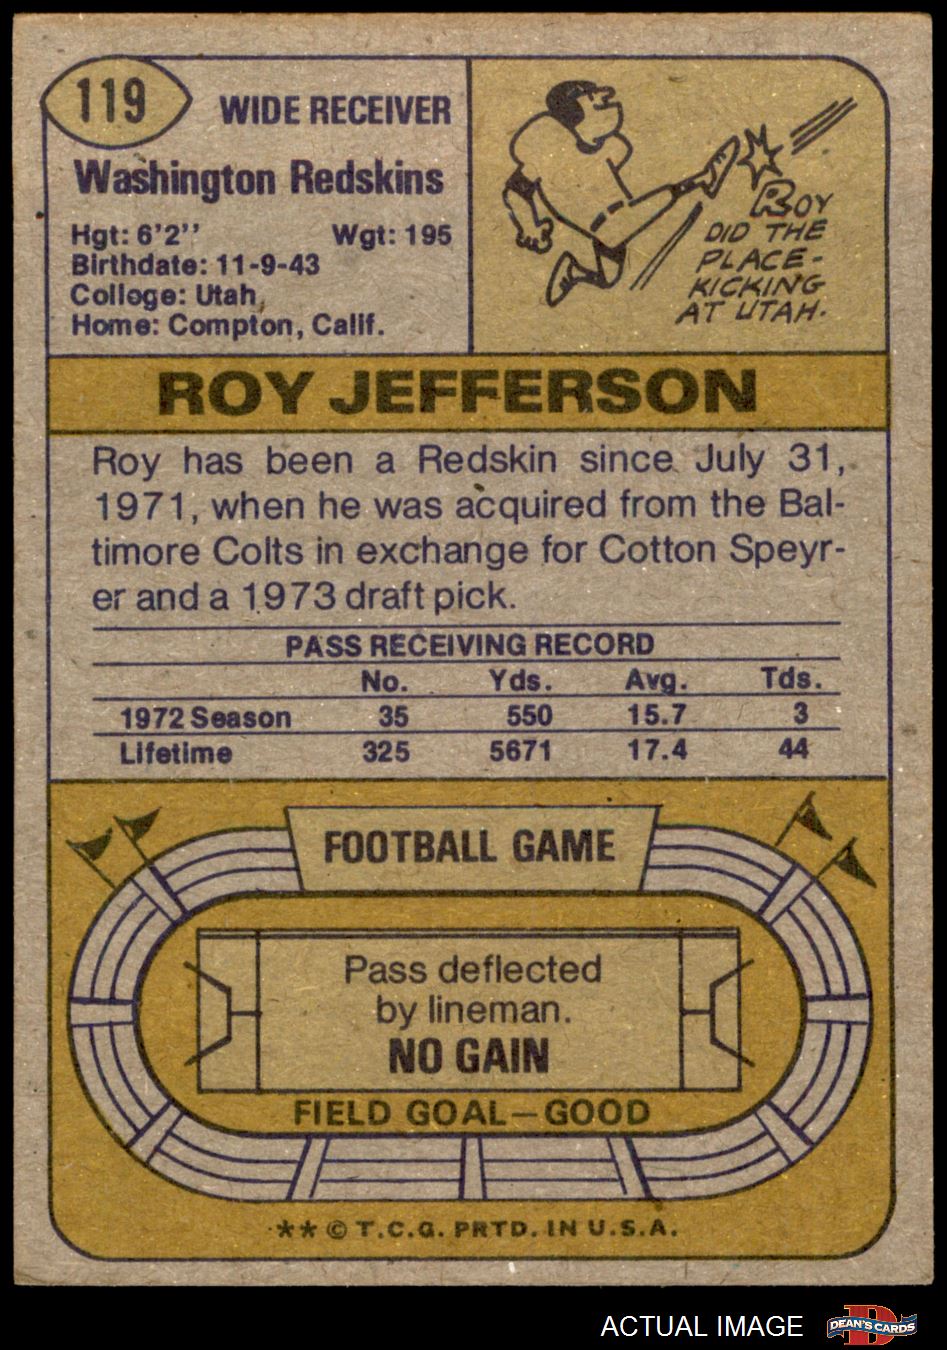 119
WIDE RECEIVER
Washington Redskins
Hgt: 6'2'' Wgt: 195
Birthdate: 11-9-43
College: Utah
Home: Compton, Calif.
ROY
DID THE
PLACE-
KICKING
AT UTAH.
ROY JEFFERSON
Roy has been a Redskin since July 31,
1971, when he was acquired from the Bal-
timore Colts in exchange for Cotton Speyr-
er and a 1973 draft pick.
PASS RECEIVING RECORD
No. Yds. Avg. Tds.
1972 Season 35 550 15.7 3
Lifetime 325 5671 17.4 44
FOOTBALL GAME
Pass deflected
by lineman.
NO GAIN
FIELD GOAL—GOOD
** © T.C.G. PRTD. IN U.S.A.
ACTUAL IMAGE
D
DEAN'S CARDS